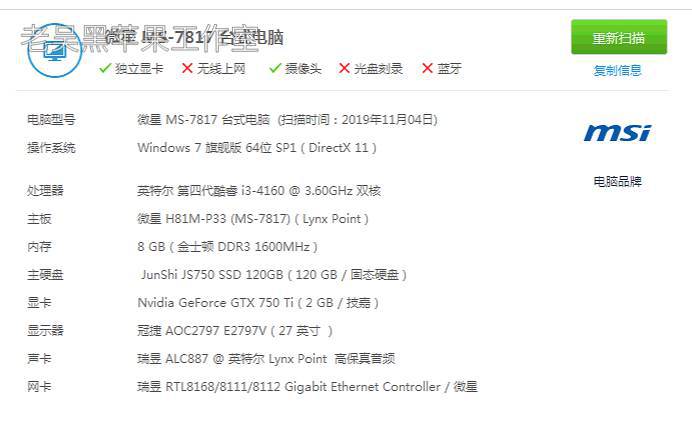 老吴黑苹果工作室
微星 MS-7817 台式电脑
重新扫描
独立显卡 无线上网 摄像头 光盘刻录 蓝牙
复制信息
电脑型号 微星 MS-7817 台式电脑 (扫描时间：2019年11月04日)
操作系统 Windows 7 旗舰版 64位 SP1 ( DirectX 11 )
msi
电脑品牌
处理器 英特尔 第四代酷睿 i3-4160 @ 3.60GHz 双核
主板 微星 H81M-P33 (MS-7817) ( Lynx Point )
内存 8 GB ( 金士顿 DDR3 1600MHz )
主硬盘 JunShi JS750 SSD 120GB ( 120 GB / 固态硬盘 )
显卡 Nvidia GeForce GTX 750 Ti ( 2 GB / 技嘉 )
显示器 冠捷 AOC2797 E2797V ( 27 英寸 )
声卡 瑞昱 ALC887 @ 英特尔 Lynx Point 高保真音频
网卡 瑞昱 RTL8168/8111/8112 Gigabit Ethernet Controller / 微星